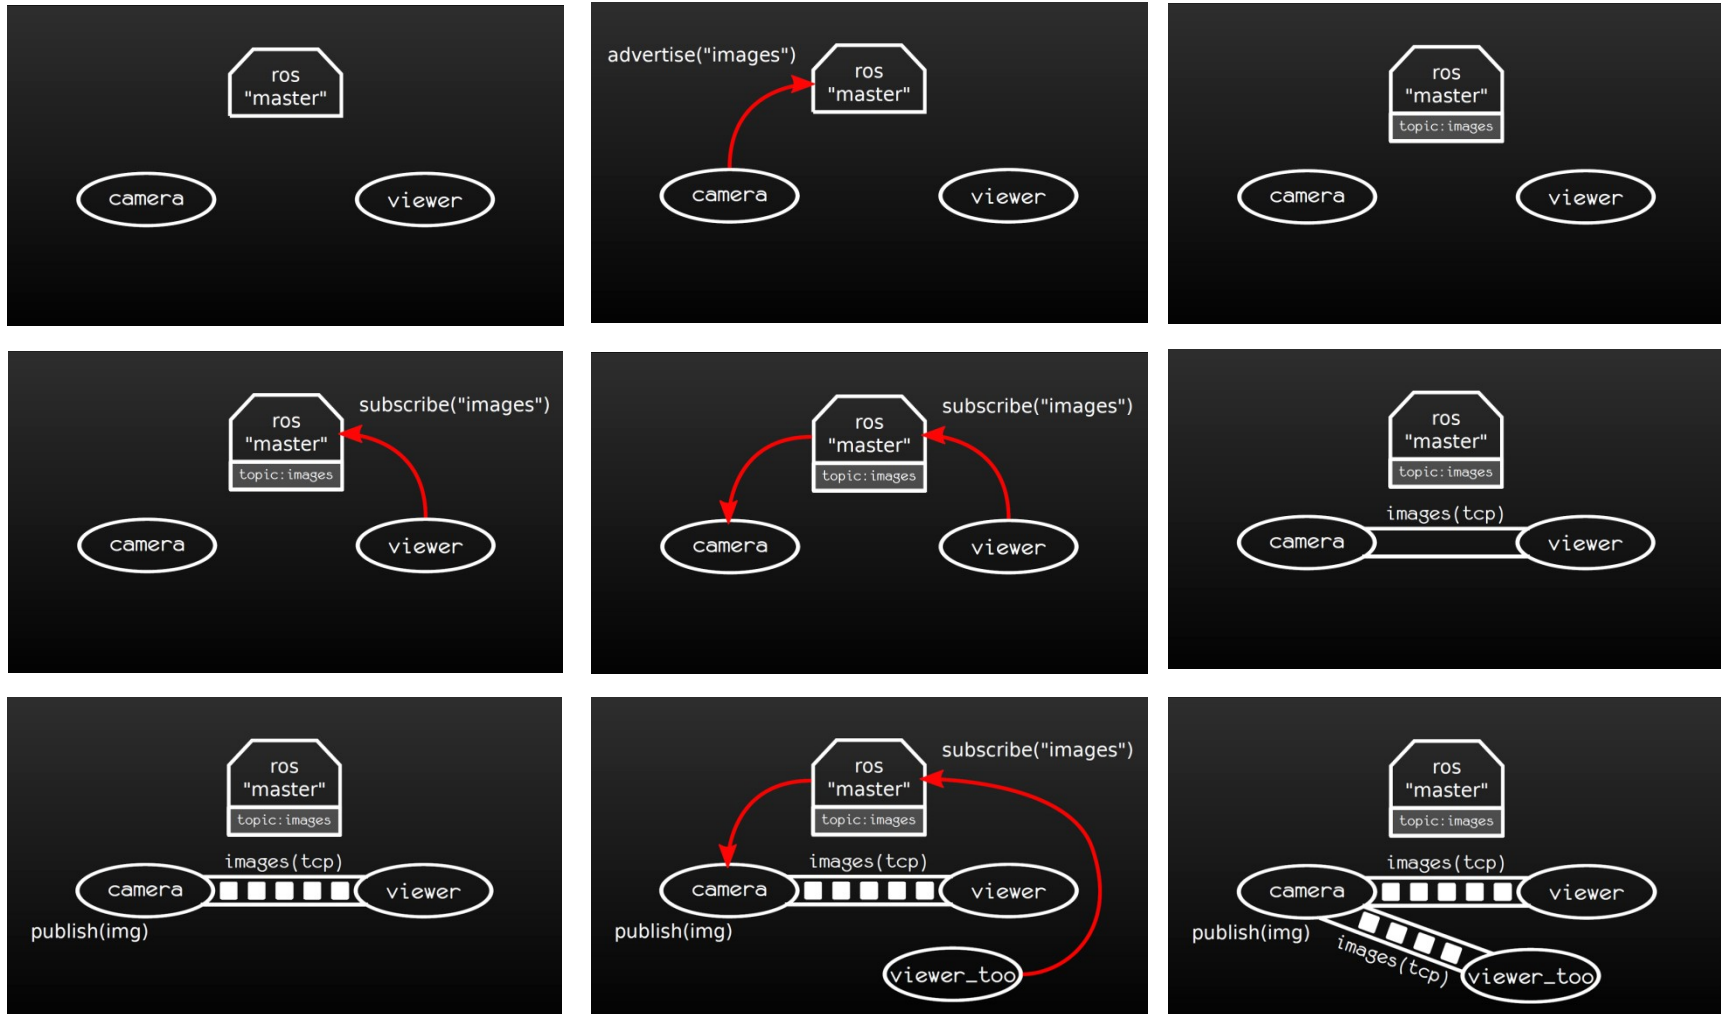 ros
"master"
camera
viewer
advertise("images")
ros
"master"
camera
viewer
ros
"master"
topic:images
camera
viewer
subscribe("images")
ros
"master"
topic:images
camera
viewer
subscribe("images")
ros
"master"
topic:images
camera
viewer
ros
"master"
topic:images
images(tcp)
camera
viewer
ros
"master"
topic:images
images(tcp)
camera
viewer
publish(img)
subscribe("images")
ros
"master"
topic:images
images(tcp)
camera
viewer
publish(img)
viewer_too
ros
"master"
topic:images
images(tcp)
camera
viewer
publish(img)
images(tcp)
viewer_too